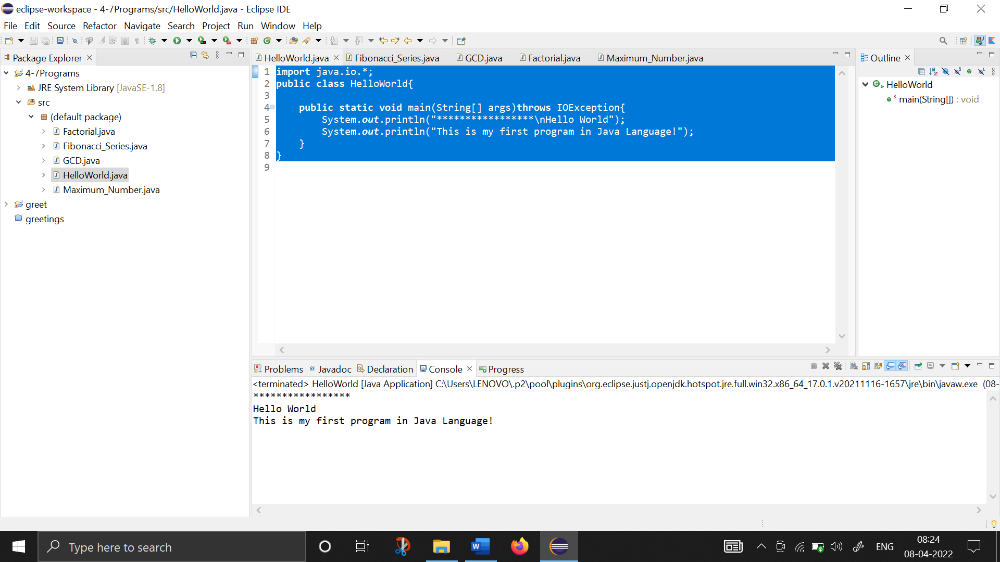 eclipse-workspace - 4-7Programs/src/HelloWorld.java - Eclipse IDE
File Edit Source Refactor Navigate Search Project Run Window Help
Package Explorer
4-7Programs
JRE System Library [JavaSE-1.8]
src
(default package)
Factorial.java
Fibonacci_Series.java
GCD.java
HelloWorld.java
Maximum_Number.java
greet
greetings
HelloWorld.java Fibonacci_Series.java GCD.java Factorial.java Maximum_Number.java
1 import java.io.*;
2 public class HelloWorld{
3
4 public static void main(String[] args)throws IOException{
5 System.out.println("*****************\nHello World");
6 System.out.println("This is my first program in Java Language!");
7 }
8 }
9
Outline
HelloWorld
main(String[]) : void
Problems Javadoc Declaration Console Progress
<terminated> HelloWorld [Java Application] C:\Users\LENOVO\.p2\pool\plugins\org.eclipse.justj.openjdk.hotspot.jre.full.win32.x86_64_17.0.1.v20211116-1657\jre\bin\javaw.exe (08-
*****************
Hello World
This is my first program in Java Language!
Type here to search
ENG
08:24
08-04-2022